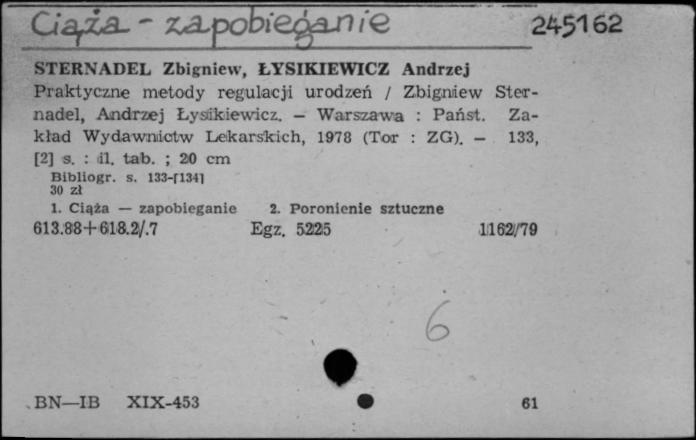 Ciąża - zapobieganie 245162
STERNADEL Zbigniew, ŁYSIKIEWICZ Andrzej
Praktyczne metody regulacji urodzeń / Zbigniew Ster-
nadel, Andrzej Łysikiewicz. — Warszawa : Państ. Za-
kład Wydawnictw Lekarskich, 1978 (Tor : ZG). — 133,
[2] s. : il. tab. ; 20 cm
Bibliogr. s. 133-[134]
30 zł
1. Ciąża — zapobieganie 2. Poronienie sztuczne
613.88+618.2/.7 Egz. 5225 1162/79
6
BN—IB XIX-453 61